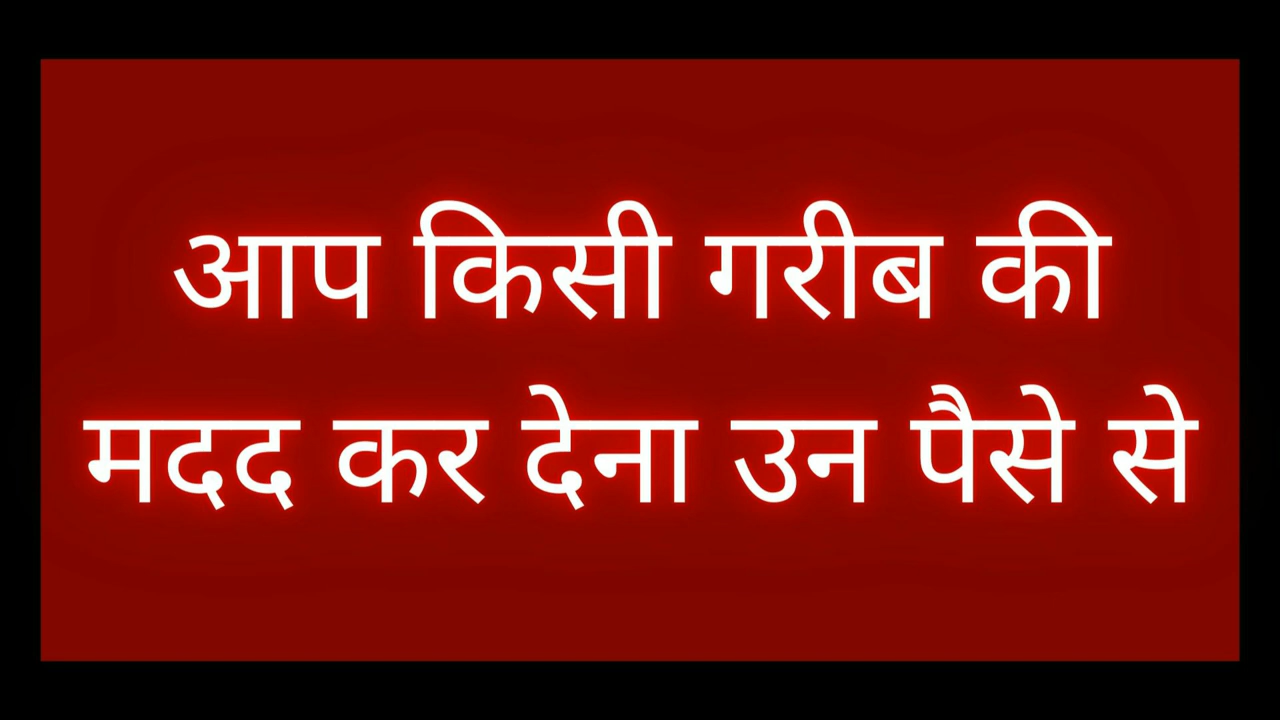 आप किसी गरीब की
मदद कर देना उन पैसे से